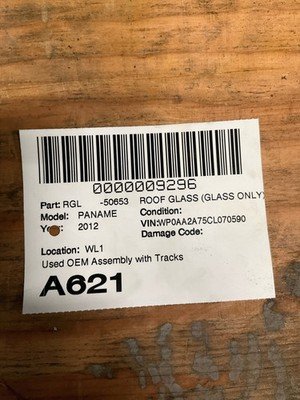 0000009296
Part: RGL -50653 ROOF GLASS (GLASS ONLY)
Model: PANAME Condition:
2012 VIN:WP0AA2A75CL070590
Damage Code:
Location: WL1
Used OEM Assembly with Tracks
A621